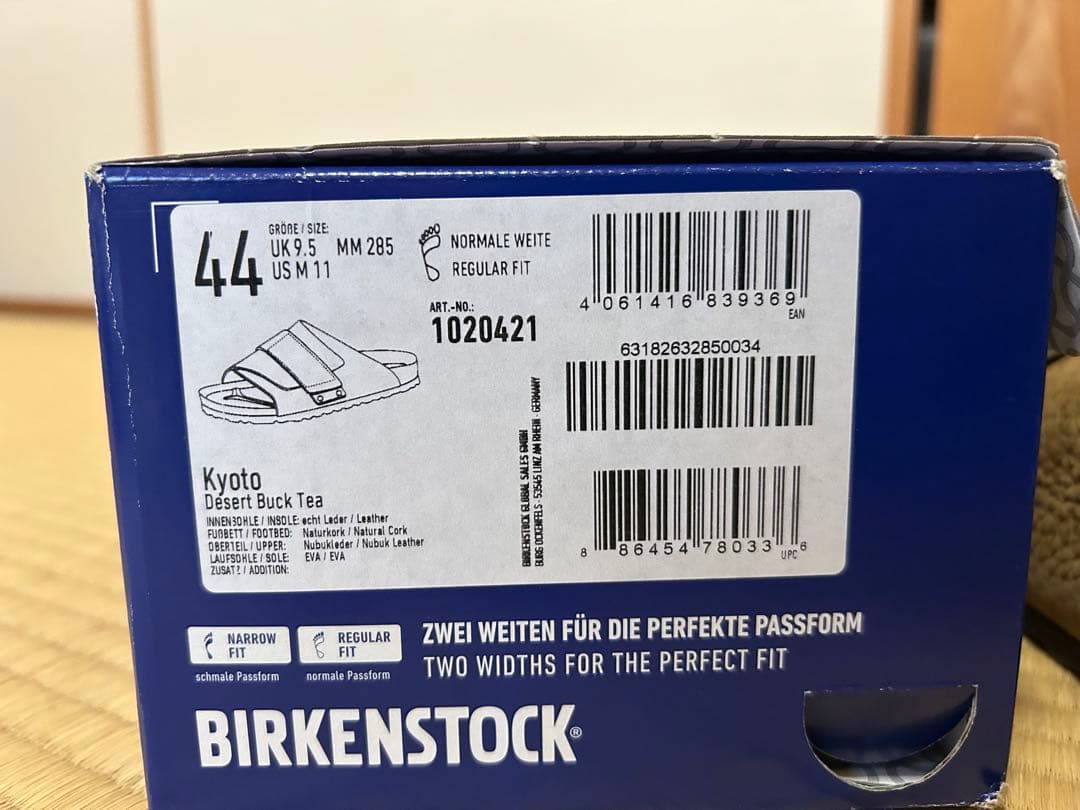 44
GRÖßE / SIZE:
UK 9.5 MM 285
US M 11
NORMALE WEITE
REGULAR FIT
ART.-NO.:
1020421
4 061416 839369
EAN
63182632850034
8 86454 78033 6
UPC
BIRKENSTOCK GLOBAL SALES GMBH
BURG OCKENFELS - 53545 LINZ AM RHEIN - GERMANY
Kyoto
Desert Buck Tea
INNENSOHLE / INSOLE: echt Leder / Leather
FUßBETT / FOOTBED: Naturkork / Natural Cork
OBERTEIL / UPPER: Nubukleder / Nubuk Leather
LAUFSOHLE / SOLE: EVA / EVA
ZUSATZ / ADDITION:
NARROW
FIT
schmale Passform
REGULAR
FIT
normale Passform
ZWEI WEITEN FÜR DIE PERFEKTE PASSFORM
TWO WIDTHS FOR THE PERFECT FIT
BIRKENSTOCK®